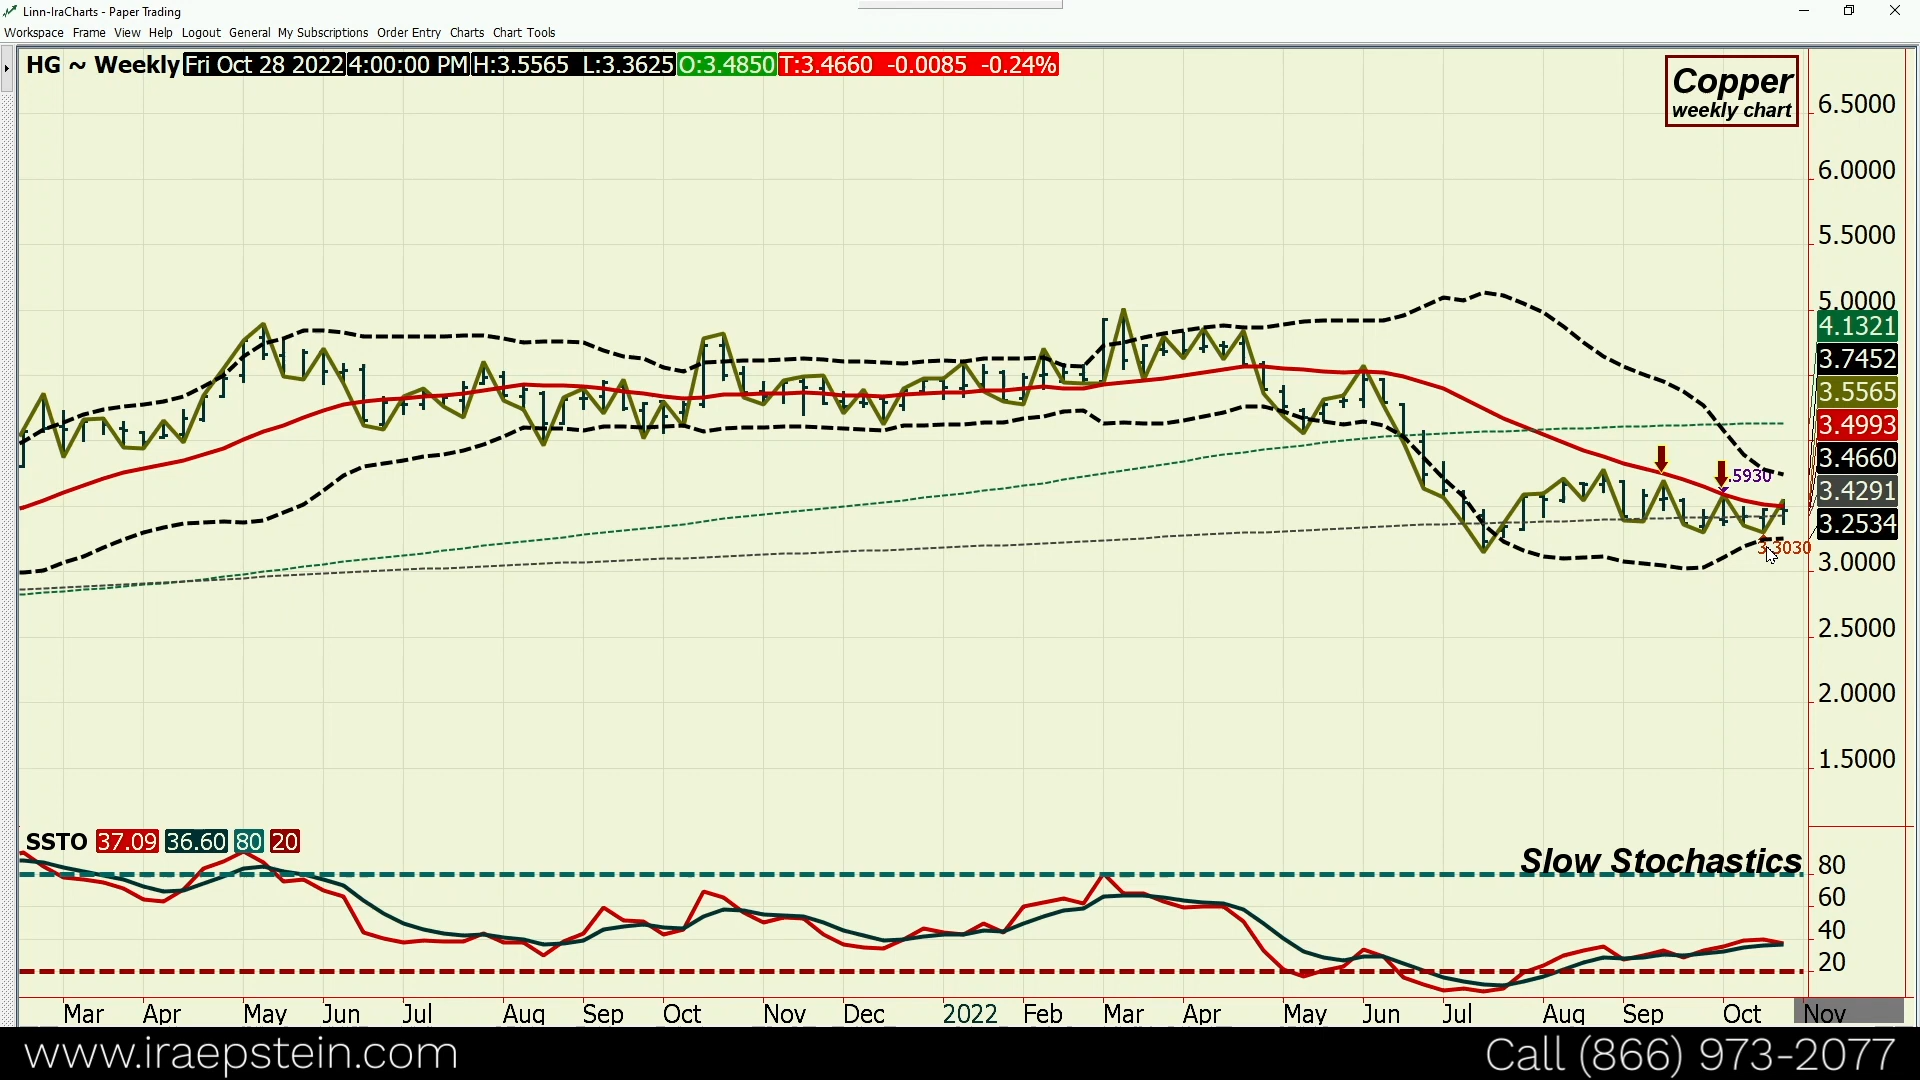 Linn-IraCharts - Paper Trading
Workspace Frame View Help Logout General My Subscriptions Order Entry Charts Chart Tools
HG ~ Weekly Fri Oct 28 2022 4:00:00 PM H:3.5565 L:3.3625 O:3.4850 T:3.4660 -0.0085 -0.24%
Copper
weekly chart
6.5000
6.0000
5.5000
5.0000
4.1321
3.7452
3.5565
3.4993
3.4660
3.4291
3.2534
.5930
3.3030
3.0000
2.5000
2.0000
1.5000
SSTO 37.09 36.60 80 20
Slow Stochastics
80
60
40
20
Mar Apr May Jun Jul Aug Sep Oct Nov Dec 2022 Feb Mar Apr May Jun Jul Aug Sep Oct Nov
www.iraepstein.com
Call (866) 973-2077